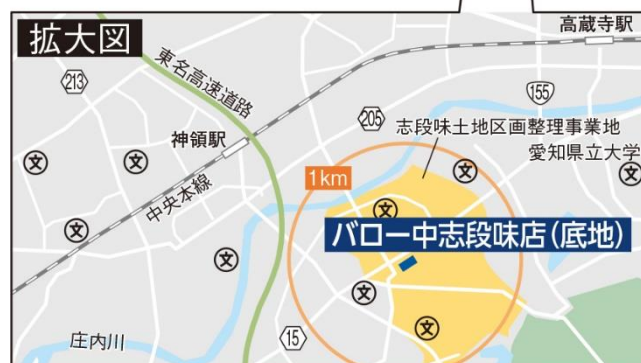 拡大図
高蔵寺駅
213
東名高速道路
155
205
志段味土地区画整理事業地
神領駅
愛知県立大学
1km
文
文
文
文
中央本線
文
文
バロー中志段味店(底地)
文
文
文
15
庄内川